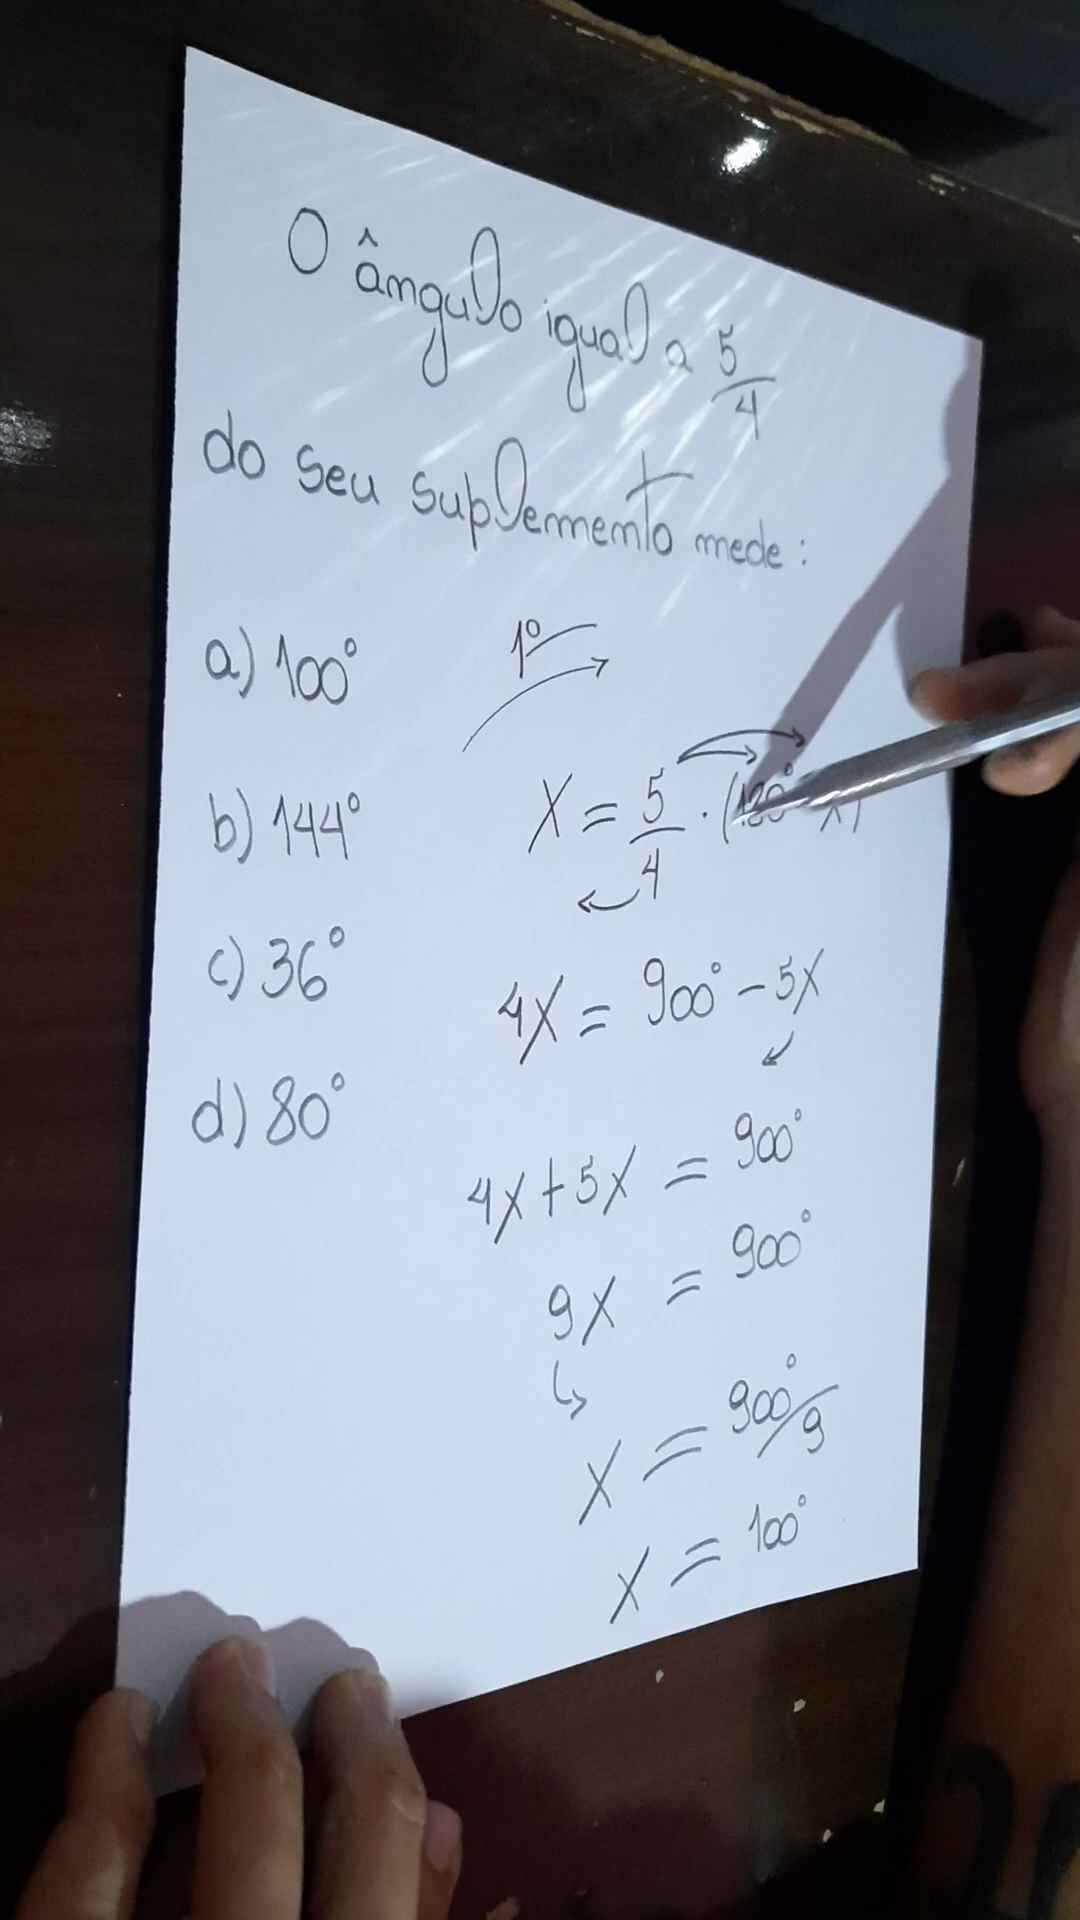 O ângulo igual a 5/4
do seu suplemento mede:
a) 100°
1º
b) 144°
X = 5/4 · (180° - X)
c) 36°
4X = 900° - 5X
d) 80°
4X + 5X = 900°
9X = 900°
X = 900°/9
X = 100°